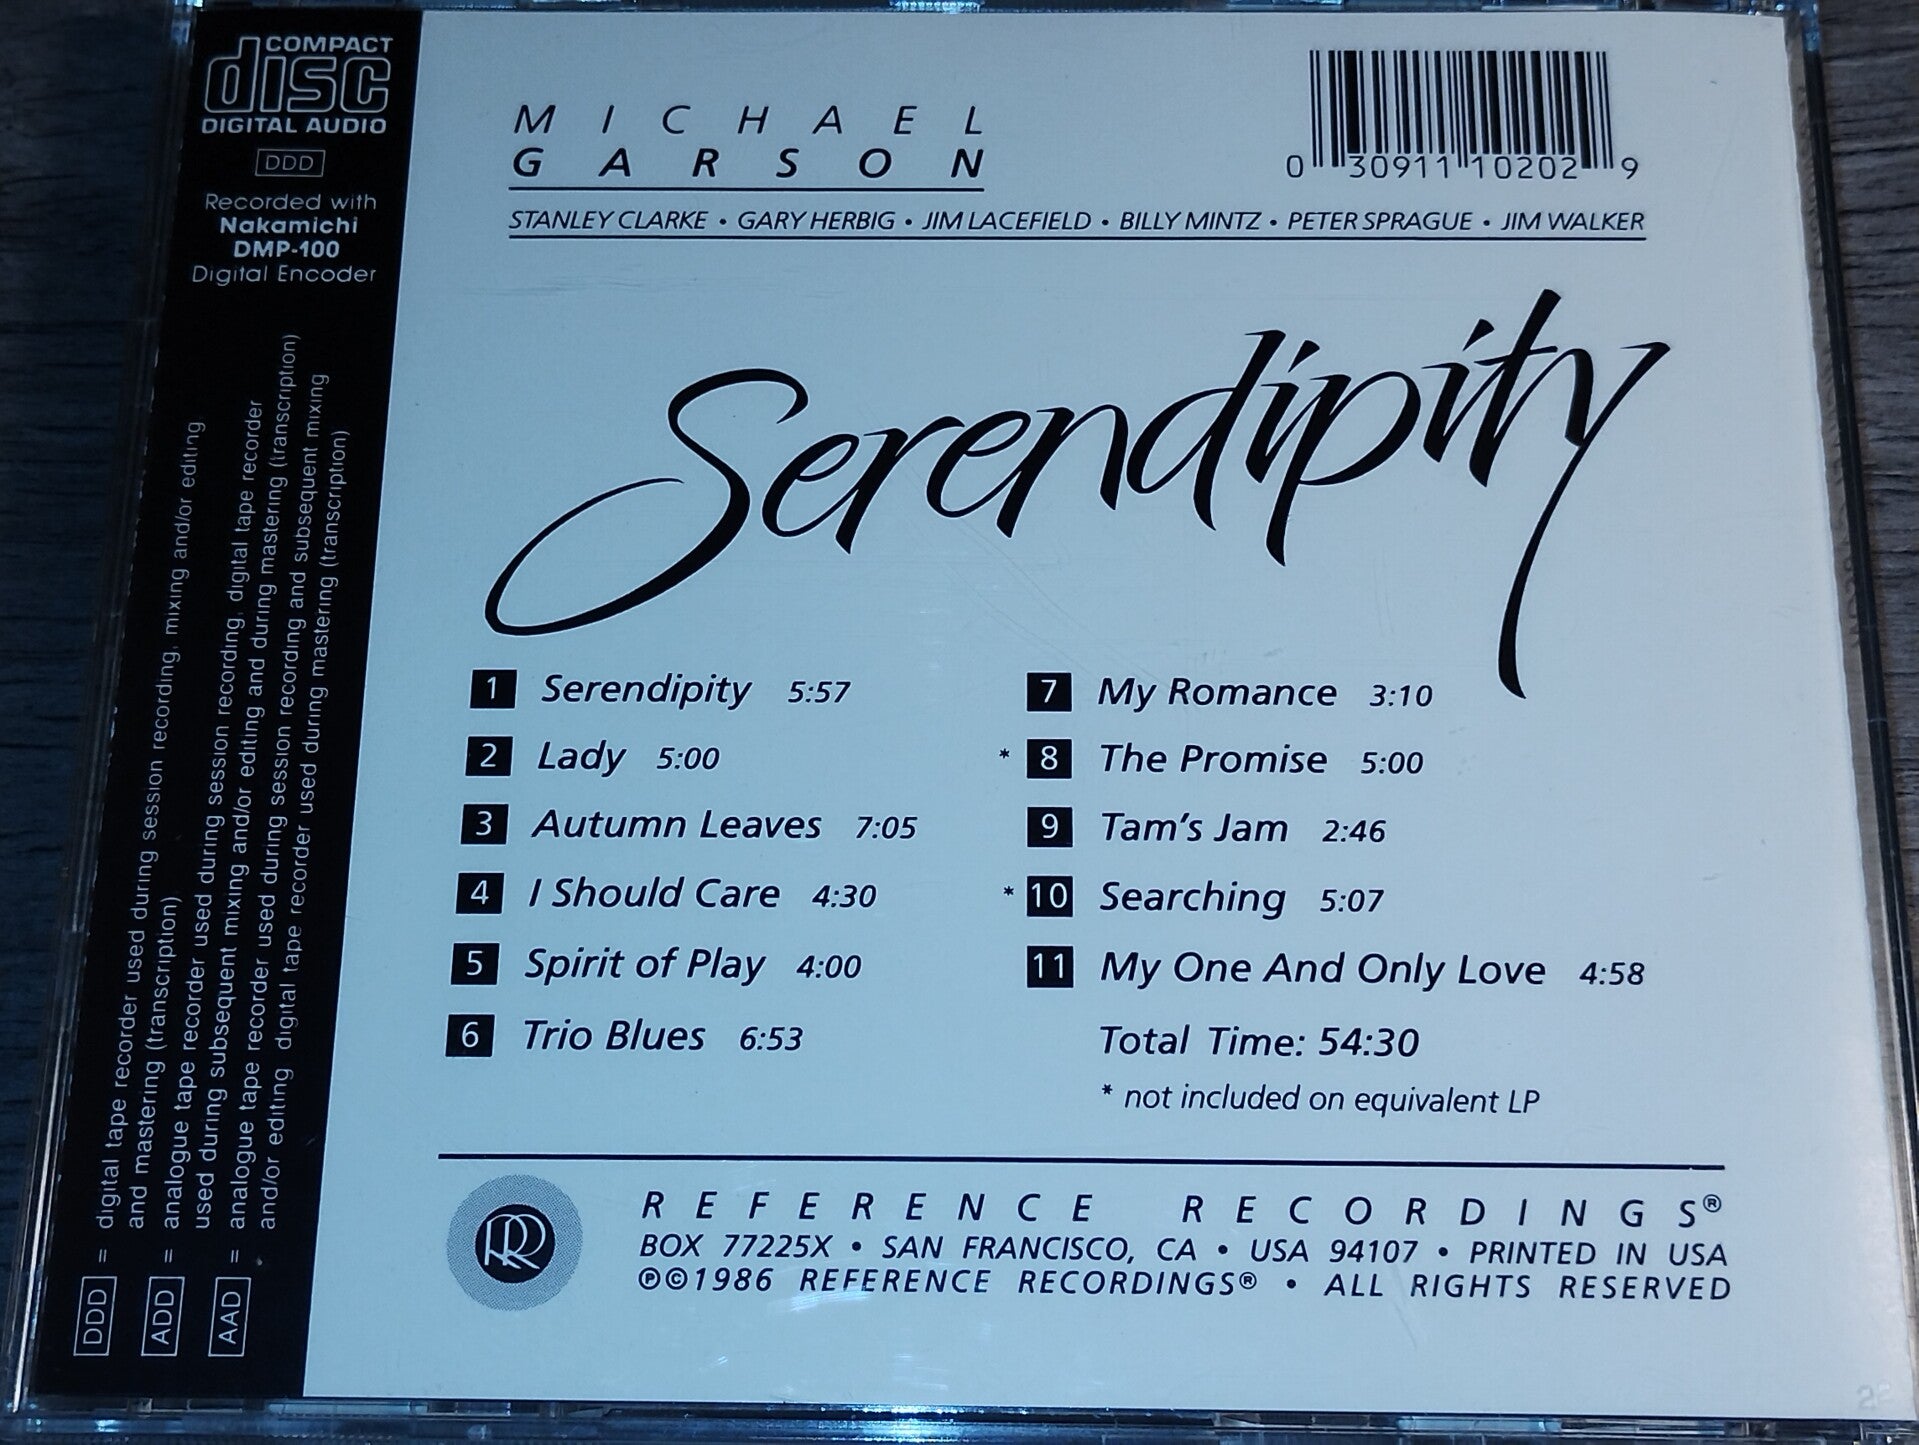 COMPACT
disc
DIGITAL AUDIO
DDD
Recorded with
Nakamichi
DMP-100
Digital Encoder
DDD = digital tape recorder used during session recording, mixing and/or editing
and mastering (transcription)
ADD = analogue tape recorder used during session recording, digital tape recorder
used during subsequent mixing and/or editing and during mastering (transcription)
AAD = analogue tape recorder used during session recording and subsequent mixing
and/or editing digital tape recorder used during mastering (transcription)
MICHAEL
GARSON
0 30911 10202 9
STANLEY CLARKE • GARY HERBIG • JIM LACEFIELD • BILLY MINTZ • PETER SPRAGUE • JIM WALKER
Serendipity
1 Serendipity 5:57
2 Lady 5:00
3 Autumn Leaves 7:05
4 I Should Care 4:30
5 Spirit of Play 4:00
6 Trio Blues 6:53
7 My Romance 3:10
* 8 The Promise 5:00
9 Tam's Jam 2:46
* 10 Searching 5:07
11 My One And Only Love 4:58
Total Time: 54:30
* not included on equivalent LP
RR
REFERENCE RECORDINGS®
BOX 77225X • SAN FRANCISCO, CA • USA 94107 • PRINTED IN USA
℗©1986 REFERENCE RECORDINGS® • ALL RIGHTS RESERVED